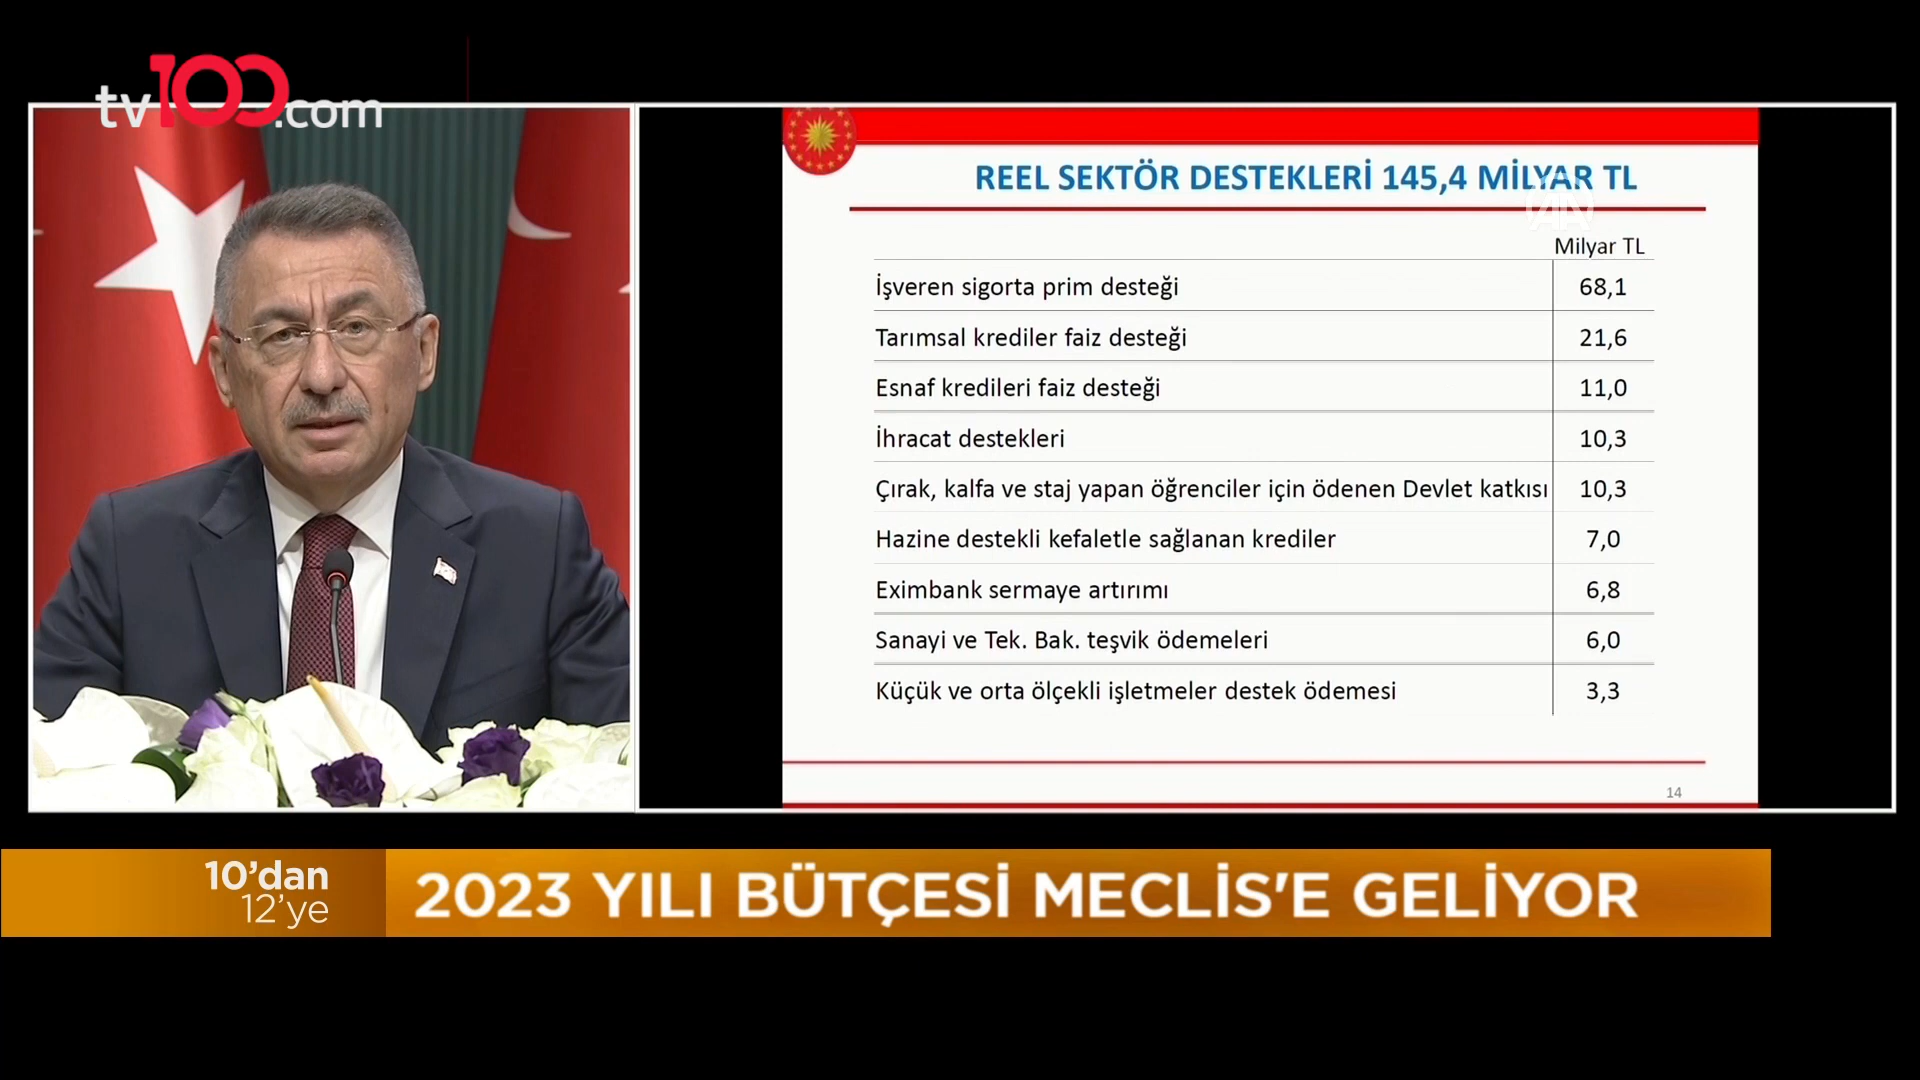 tv100.com
REEL SEKTÖR DESTEKLERİ 145,4 MİLYAR TL
AA
Milyar TL
İşveren sigorta prim desteği 68,1
Tarımsal krediler faiz desteği 21,6
Esnaf kredileri faiz desteği 11,0
İhracat destekleri 10,3
Çırak, kalfa ve staj yapan öğrenciler için ödenen Devlet katkısı 10,3
Hazine destekli kefaletle sağlanan krediler 7,0
Eximbank sermaye artırımı 6,8
Sanayi ve Tek. Bak. teşvik ödemeleri 6,0
Küçük ve orta ölçekli işletmeler destek ödemesi 3,3
14
10’dan
12’ye
2023 YILI BÜTÇESİ MECLİS'E GELİYOR